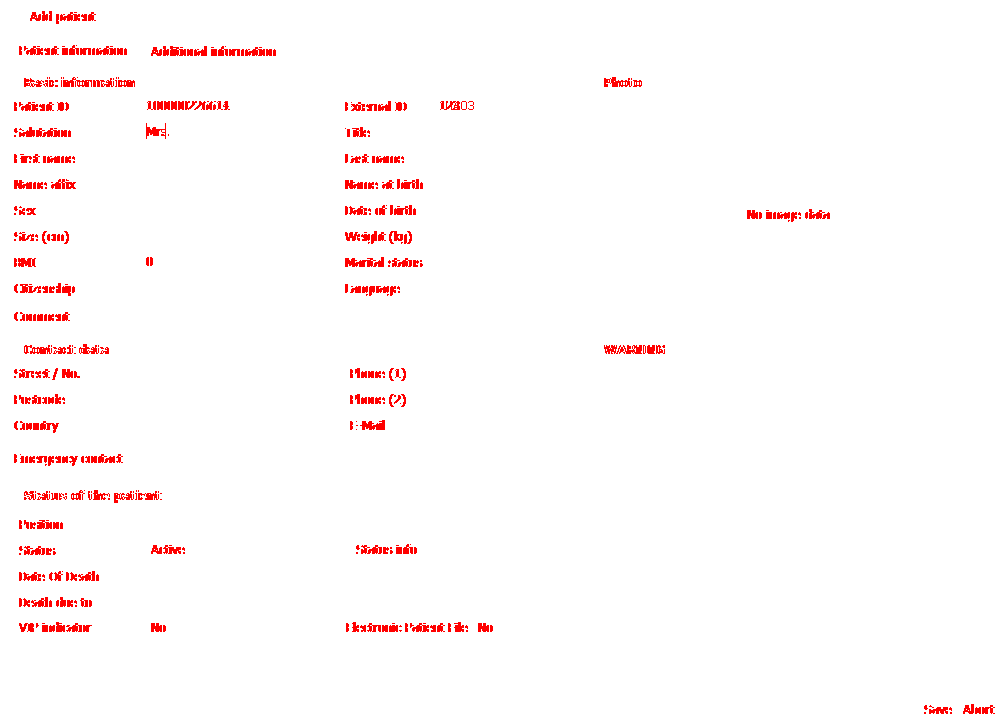 Add patient
Patient information Additional information
Basic information Photo
Patient ID 100000226614 External ID 12303
Salutation Mrs. Title
First name Last name
Name affix Name at birth
Sex Date of birth
No image data
Size (cm) Weight (kg)
BMI 0 Marital status
Citizenship Language
Comment
Contact data WARNING
Street / No. Phone (1)
Postcode Phone (2)
Country E-Mail
Emergency contact
Status of the patient
Position
Status Active Status info
Date Of Death
Death due to
VIP indicator No Electronic Patient File No
Save Abort